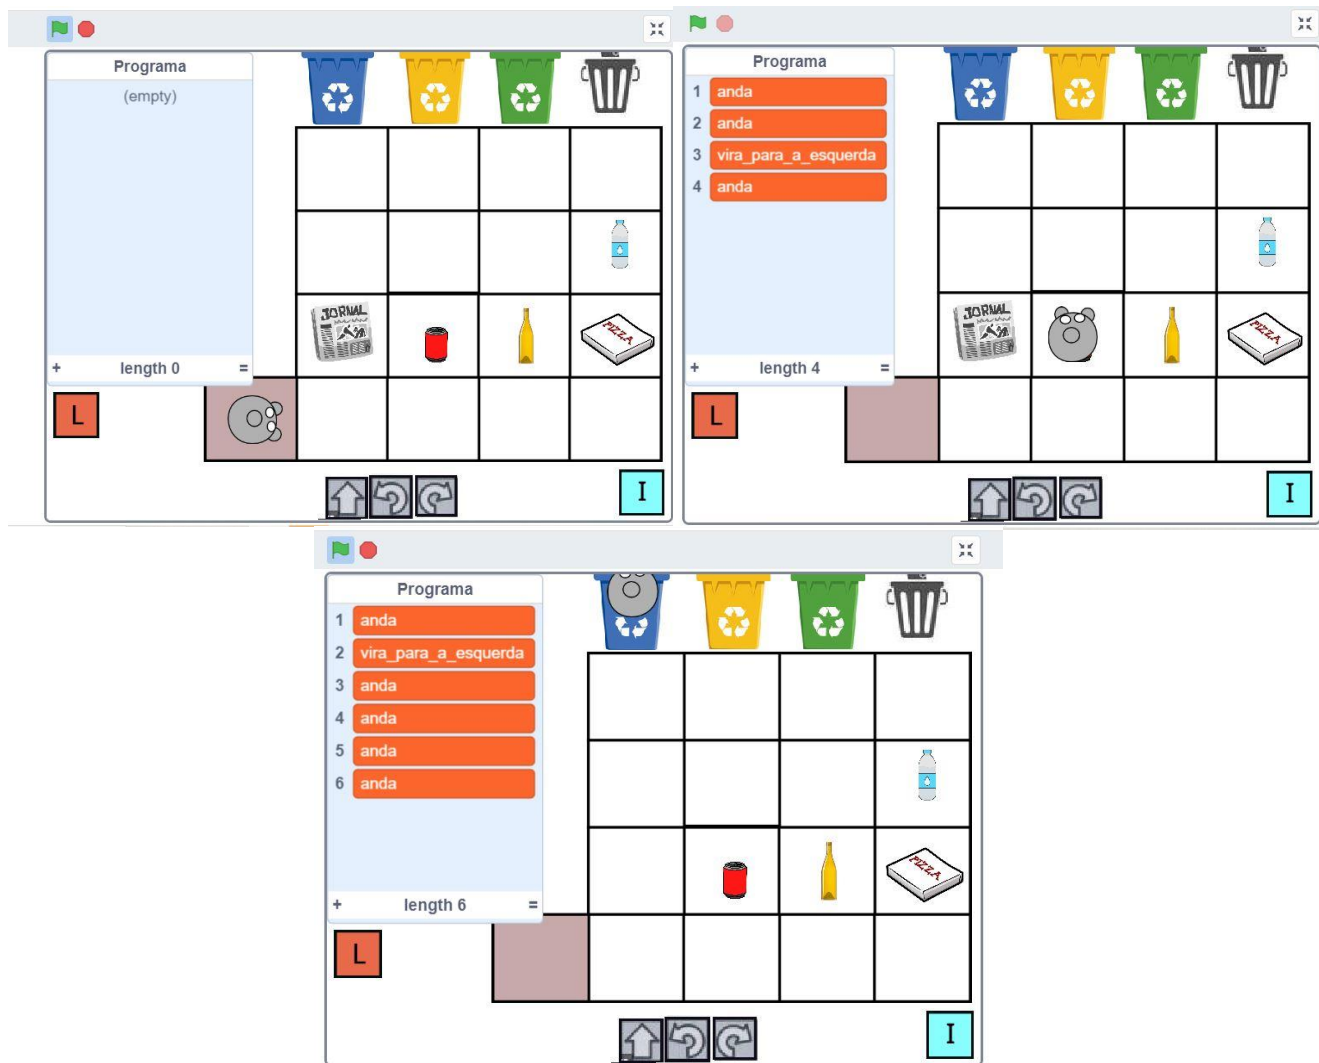 Programa
(empty)
+ length 0 =
JORNAL
PIZZA
L
I
Programa
1 anda
2 anda
3 vira_para_a_esquerda
4 anda
+ length 4 =
JORNAL
PIZZA
L
I
Programa
1 anda
2 vira_para_a_esquerda
3 anda
4 anda
5 anda
6 anda
+ length 6 =
PIZZA
L
I